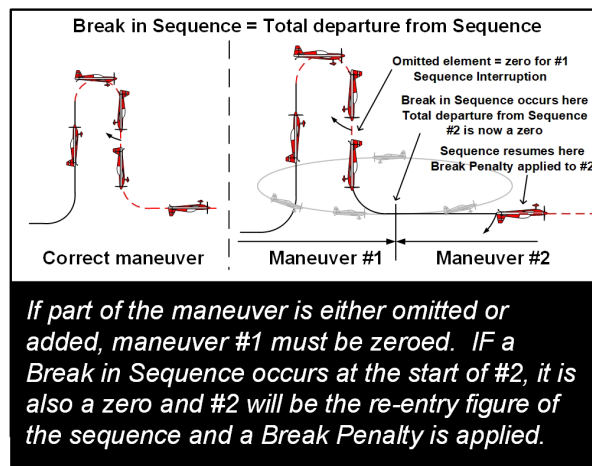 Break in Sequence = Total departure from Sequence
Omitted element = zero for #1
Sequence Interruption
Break in Sequence occurs here
Total departure from Sequence
#2 is now a zero
Sequence resumes here
Break Penalty applied to #2
Correct maneuver
Maneuver #1
Maneuver #2
If part of the maneuver is either omitted or
added, maneuver #1 must be zeroed.  IF a
Break in Sequence occurs at the start of #2, it is
also a zero and #2 will be the re-entry figure of
the sequence and a Break Penalty is applied.